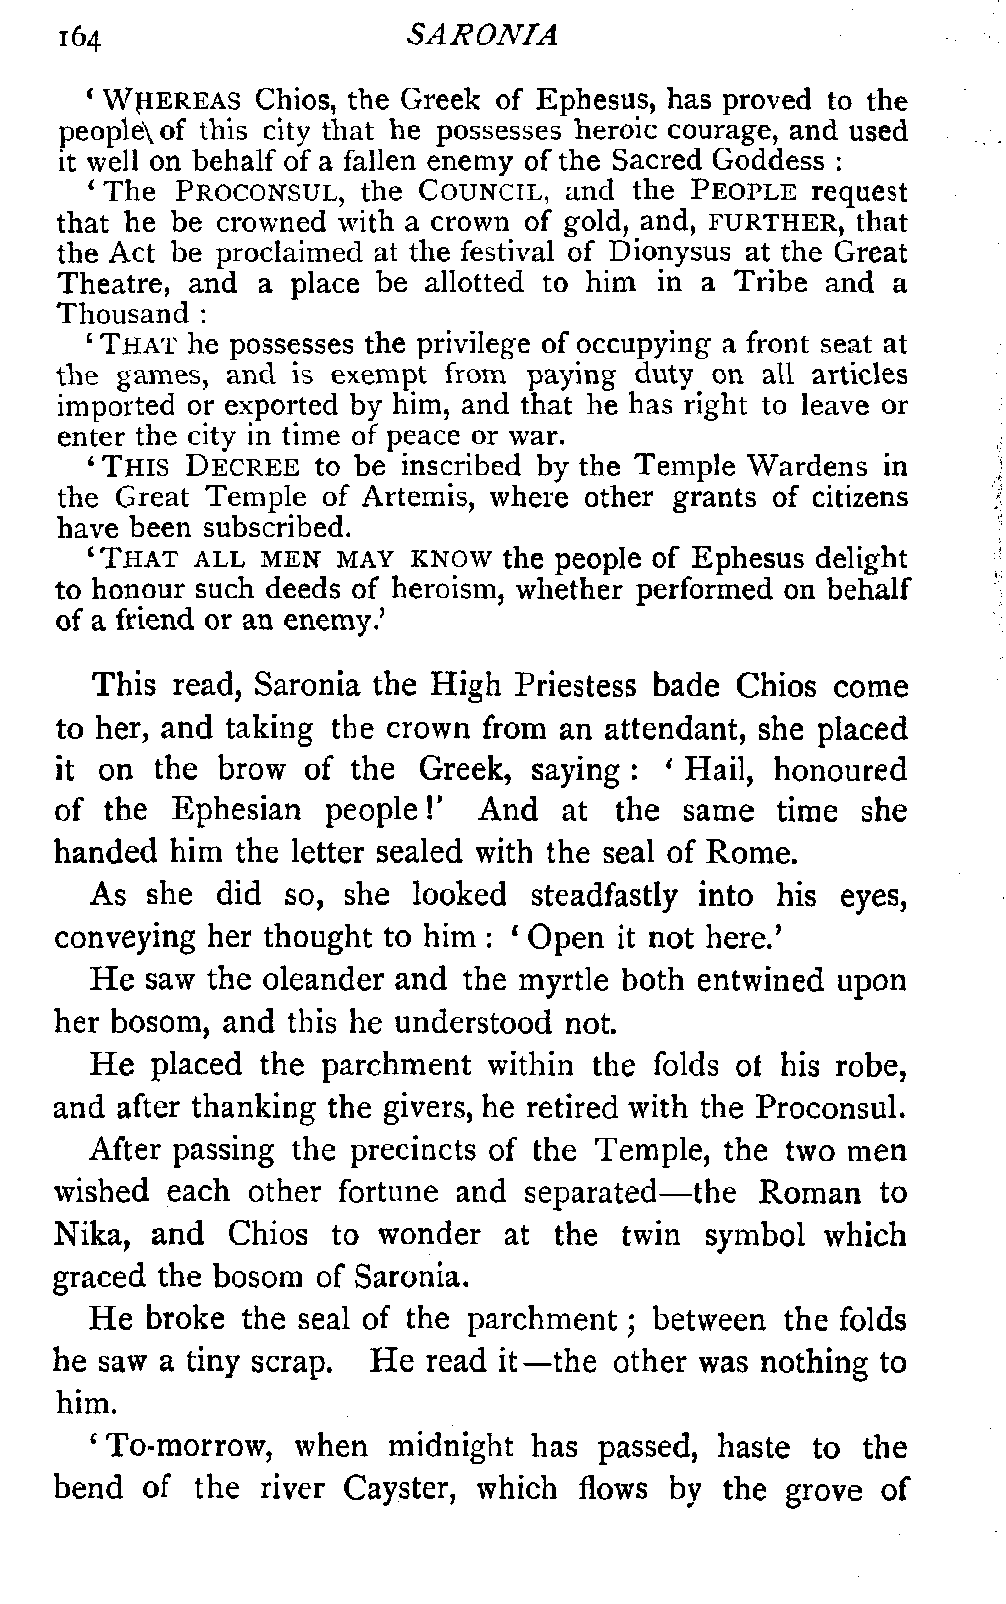 164 SARONIA
‘ WHEREAS Chios, the Greek of Ephesus, has proved to the
people of this city that he possesses heroic courage, and used
it well on behalf of a fallen enemy of the Sacred Goddess :
‘ The PROCONSUL, the COUNCIL, and the PEOPLE request
that he be crowned with a crown of gold, and, FURTHER, that
the Act be proclaimed at the festival of Dionysus at the Great
Theatre, and a place be allotted to him in a Tribe and a
Thousand :
‘ THAT he possesses the privilege of occupying a front seat at
the games, and is exempt from paying duty on all articles
imported or exported by him, and that he has right to leave or
enter the city in time of peace or war.
‘ THIS DECREE to be inscribed by the Temple Wardens in
the Great Temple of Artemis, where other grants of citizens
have been subscribed.
‘ THAT ALL MEN MAY KNOW the people of Ephesus delight
to honour such deeds of heroism, whether performed on behalf
of a friend or an enemy.’
This read, Saronia the High Priestess bade Chios come
to her, and taking the crown from an attendant, she placed
it on the brow of the Greek, saying : ‘ Hail, honoured
of the Ephesian people !’ And at the same time she
handed him the letter sealed with the seal of Rome.
As she did so, she looked steadfastly into his eyes,
conveying her thought to him : ‘ Open it not here.’
He saw the oleander and the myrtle both entwined upon
her bosom, and this he understood not.
He placed the parchment within the folds of his robe,
and after thanking the givers, he retired with the Proconsul.
After passing the precincts of the Temple, the two men
wished each other fortune and separated—the Roman to
Nika, and Chios to wonder at the twin symbol which
graced the bosom of Saronia.
He broke the seal of the parchment ; between the folds
he saw a tiny scrap. He read it—the other was nothing to
him.
‘ To-morrow, when midnight has passed, haste to the
bend of the river Cayster, which flows by the grove of